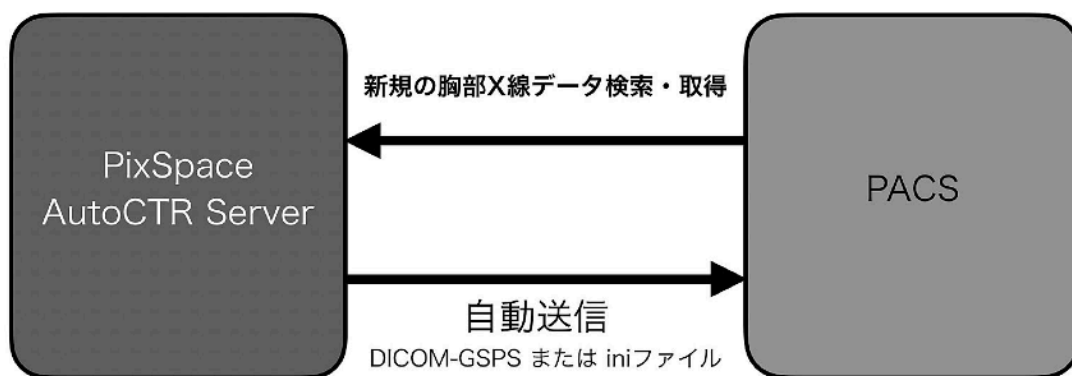 新規の胸部X線データ検索・取得
PixSpace
AutoCTR Server
PACS
自動送信
DICOM-GSPS または iniファイル